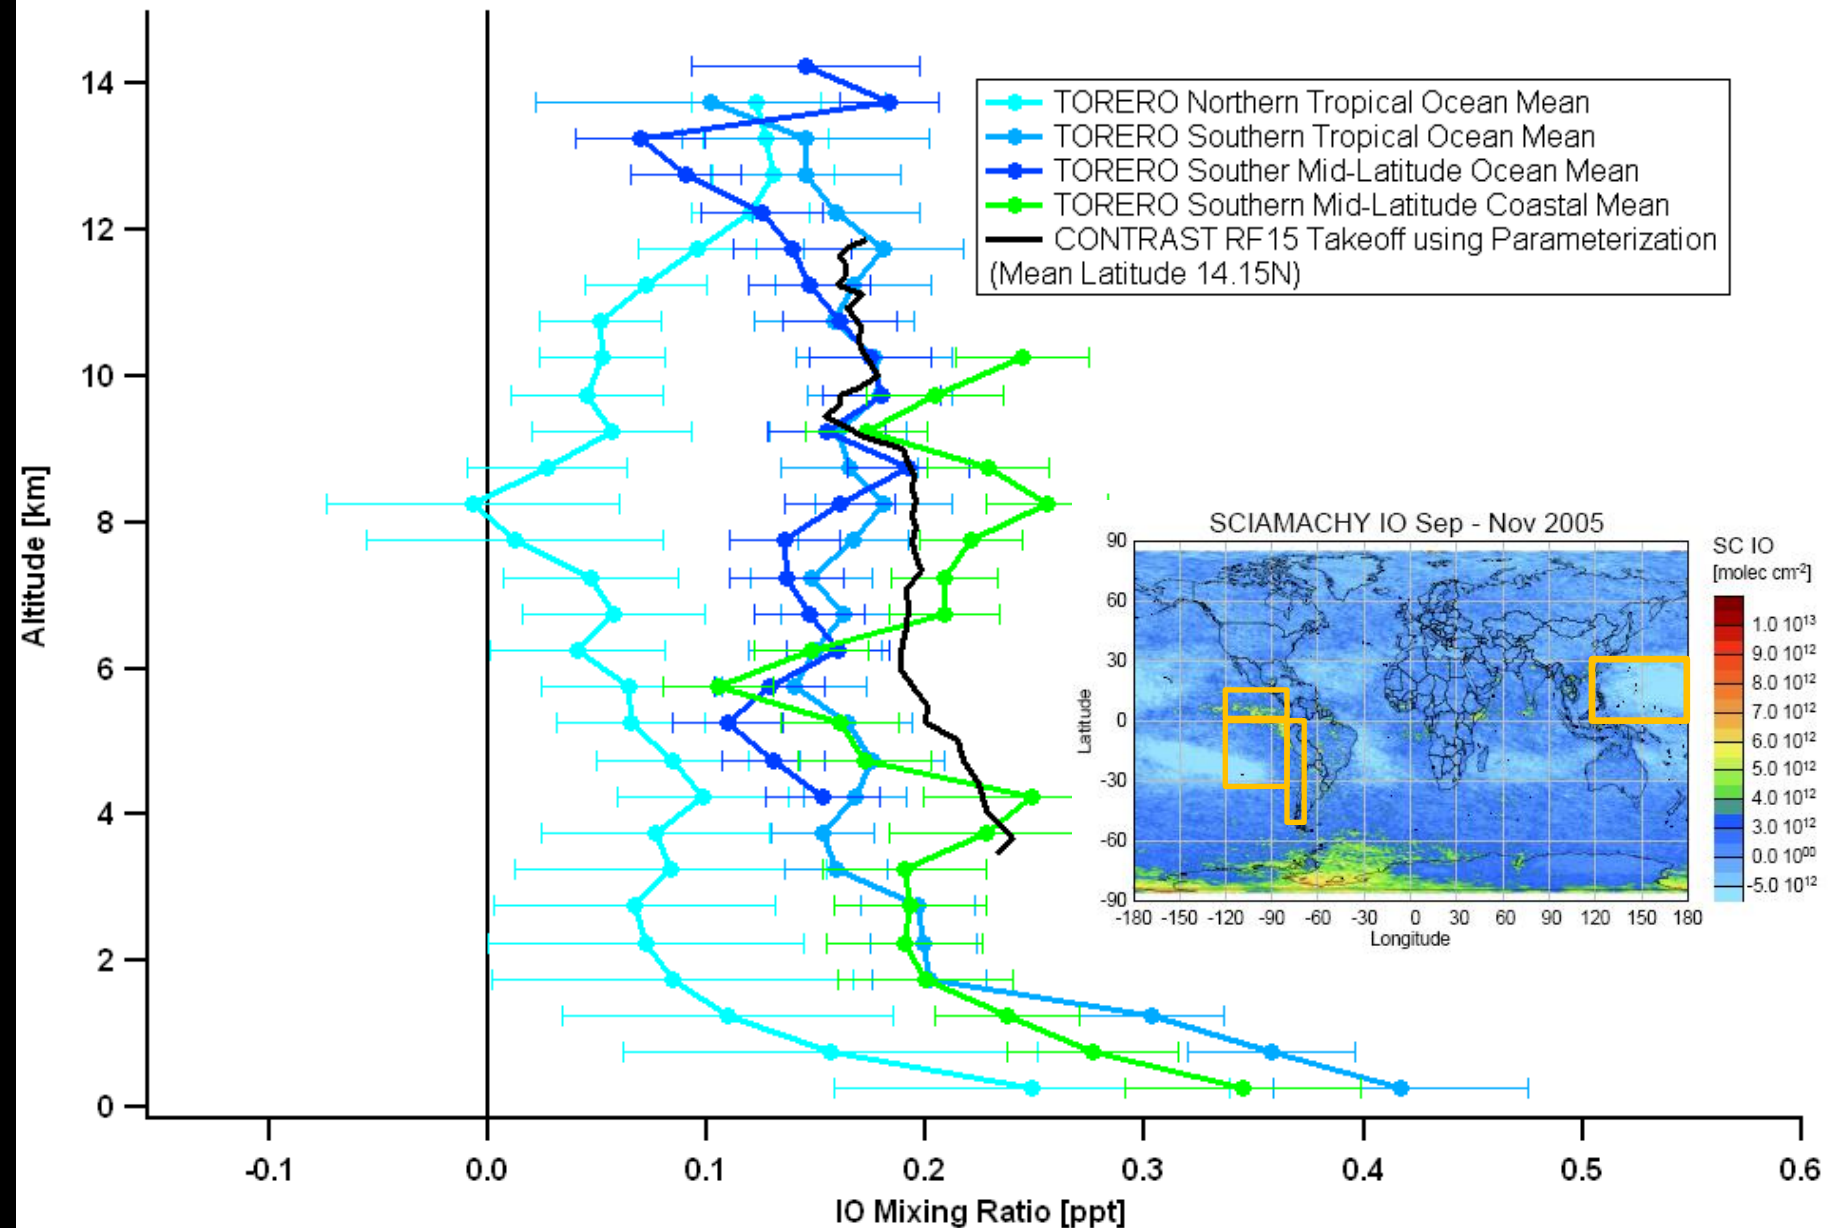 14
12
10
8
6
4
2
0
Altitude [km]
-0.1
0.0
0.1
0.2
0.3
0.4
0.5
0.6
IO Mixing Ratio [ppt]
TORERO Northern Tropical Ocean Mean
TORERO Southern Tropical Ocean Mean
TORERO Souther Mid-Latitude Ocean Mean
TORERO Southern Mid-Latitude Coastal Mean
CONTRAST RF15 Takeoff using Parameterization
(Mean Latitude 14.15N)
SCIAMACHY IO Sep - Nov 2005
90
60
30
0
-30
-60
-90
Latitude
-180 -150 -120 -90 -60 -30 0 30 60 90 120 150 180
Longitude
SC IO
[molec cm-2]
1.0 10¹³
9.0 10¹²
8.0 10¹²
7.0 10¹²
6.0 10¹²
5.0 10¹²
4.0 10¹²
3.0 10¹²
0.0 10⁰⁰
-5.0 10¹²